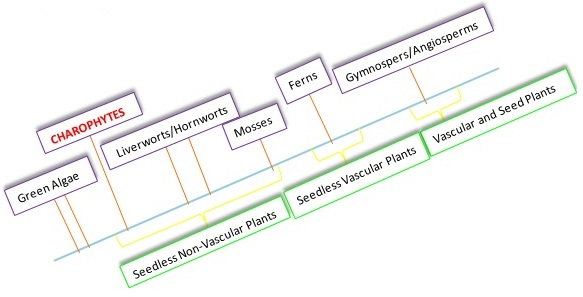 Green Algae
CHAROPHYTES
Liverworts/Hornworts
Mosses
Ferns
Gymnospers/Angiosperms
Seedless Non-Vascular Plants
Seedless Vascular Plants
Vascular and Seed Plants